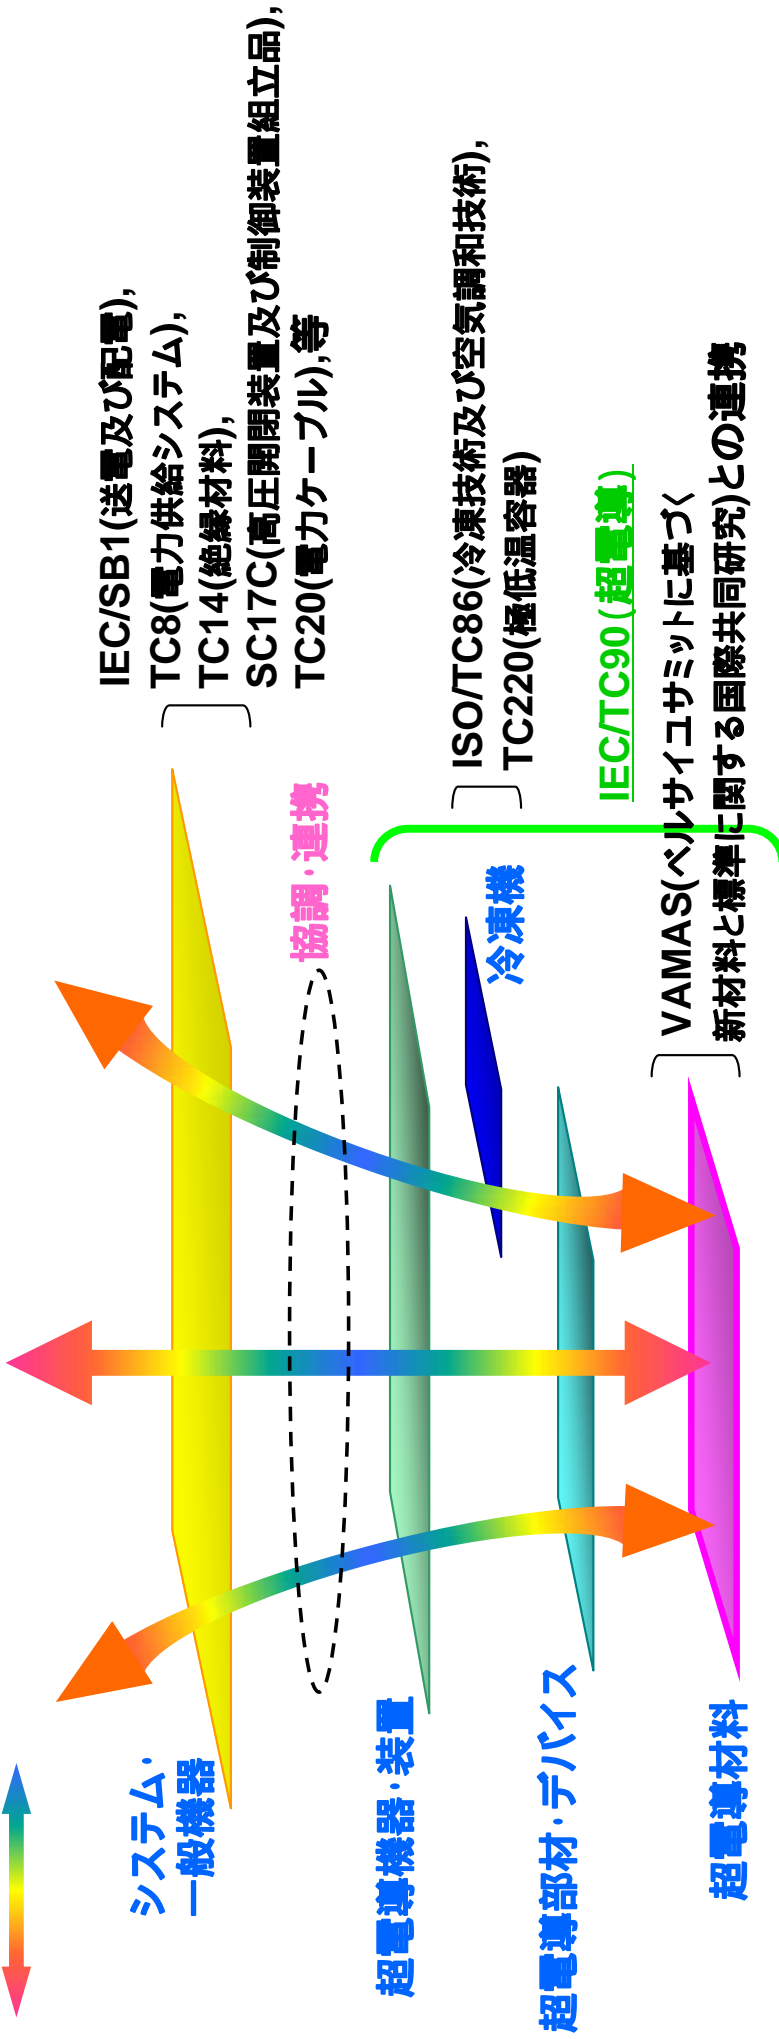 IEC/SB1(送電及び配電),
TC8(電力供給システム),
TC14(絶縁材料),
SC17C(高圧開閉装置及び制御装置組立品),
TC20(電力ケーブル),等
システム・
一般機器
協調・連携
超電導機器・装置
ISO/TC86(冷凍技術及び空気調和技術),
TC220(極低温容器)
冷凍機
超電導部材・デバイス
IEC/TC90(超電導)
VAMAS(ベルサイユサミットに基づく
新材料と標準に関する国際共同研究)との連携
超電導材料